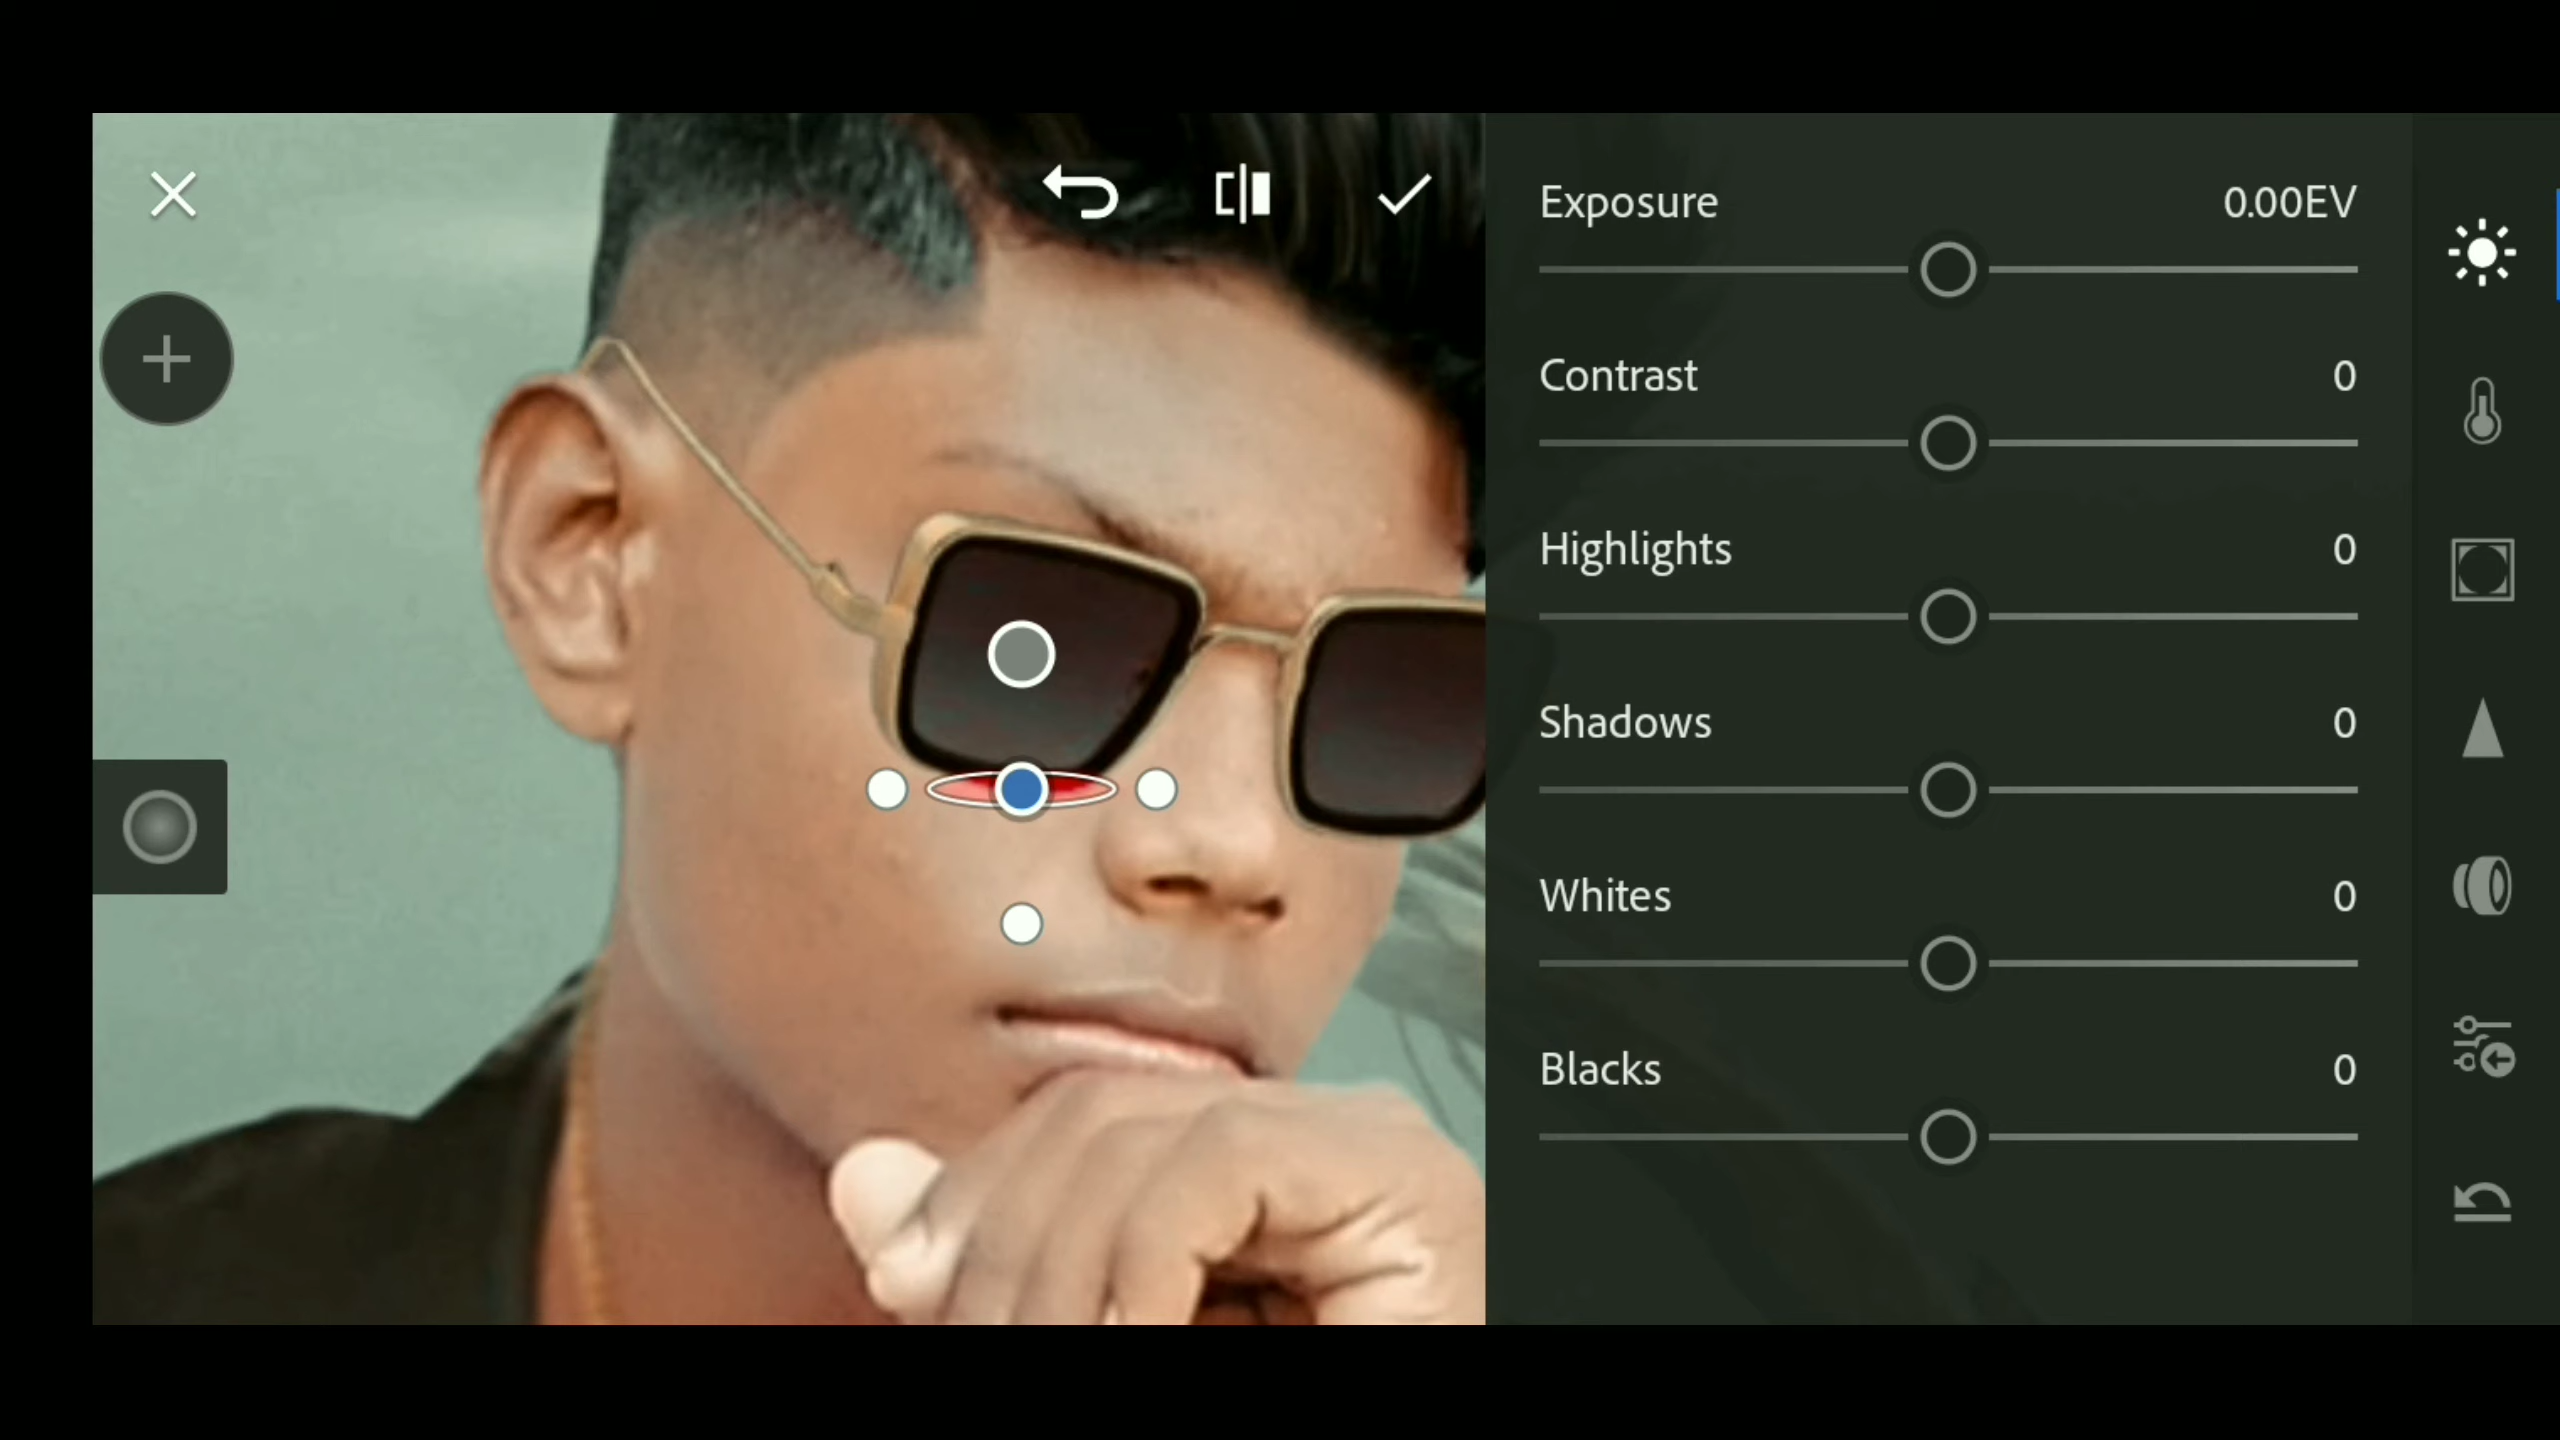 Exposure 0.00EV
Contrast 0
Highlights 0
Shadows 0
Whites 0
Blacks 0